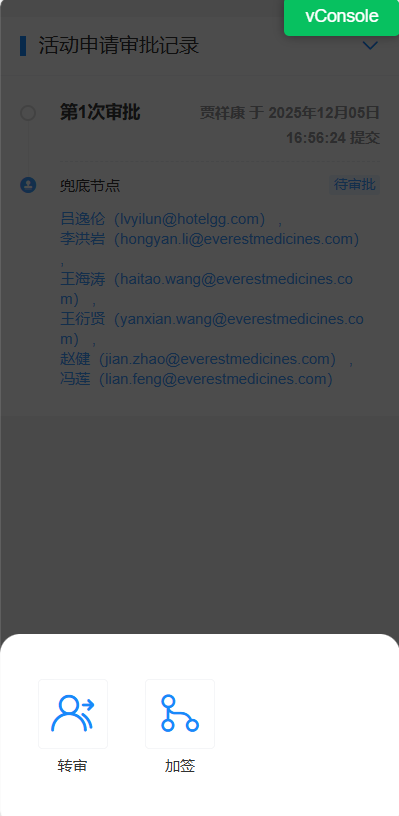 vConsole
活动申请审批记录
第1次审批
贾祥康 于 2025年12月05日
16:56:24 提交
兜底节点
待审批
吕逸伦（lvyilun@hotelgg.com），
李洪岩（hongyan.li@everestmedicines.com）
，
王海涛（haitao.wang@everestmedicines.co
m），
王衍贤（yanxian.wang@everestmedicines.co
m），
赵健（jian.zhao@everestmedicines.com），
冯莲（lian.feng@everestmedicines.com）
转审
加签